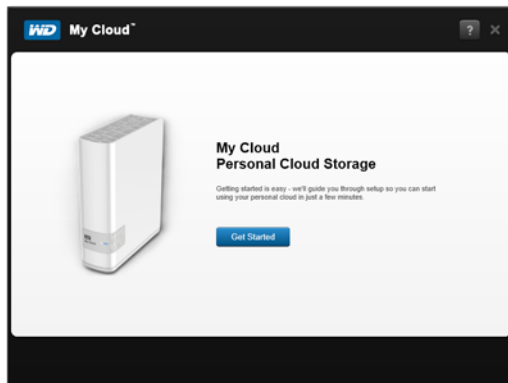 WD My Cloud™
?
My Cloud
Personal Cloud Storage
Getting started is easy - we'll guide you through setup so you can start
using your personal cloud in just a few minutes.
Get Started